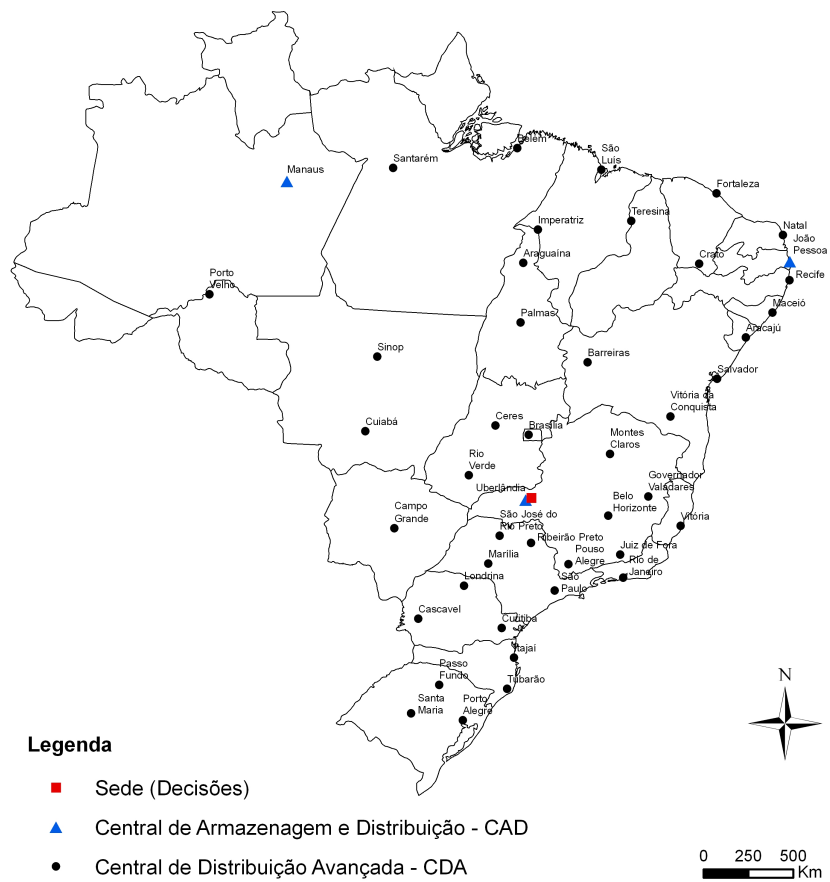 Belém
São
Luís
Santarém
Manaus
Fortaleza
Teresina
Imperatriz
Natal
João
Pessoa
Araguaína
Crato
Recife
Porto
Velho
Maceió
Palmas
Aracajú
Sinop
Barreiras
Salvador
Vitória da
Conquista
Ceres
Cuiabá
Brasília
Montes
Claros
Rio
Verde
Governador
Valadares
Uberlândia
Belo
Horizonte
Campo
Grande
São José do
Rio Preto
Vitória
Ribeirão Preto
Juiz de Fora
Pouso
Alegre
Marilia
Rio de
Janeiro
Londrina
São
Paulo
Cascavel
Curitiba
Itajaí
Passo
Fundo
Tubarão
Santa
Maria
Porto
Alegre
N
Legenda
Sede (Decisões)
Central de Armazenagem e Distribuição - CAD
Central de Distribuição Avançada - CDA
0 250 500
Km